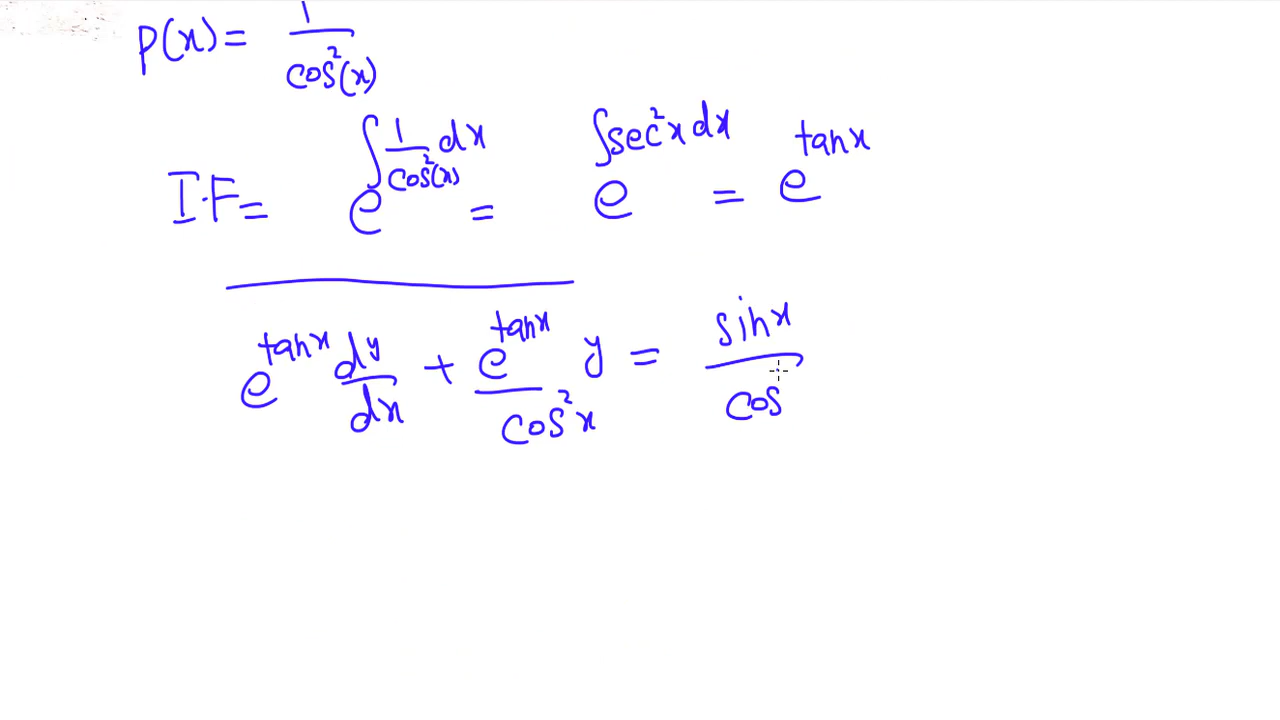 P(x) = 1/cos²(x)
I.F = e^∫ 1/cos²(x) dx = e^∫sec²x dx = e^tanx
e^tanx dy/dx + e^tanx/cos²x y = sinx/cos